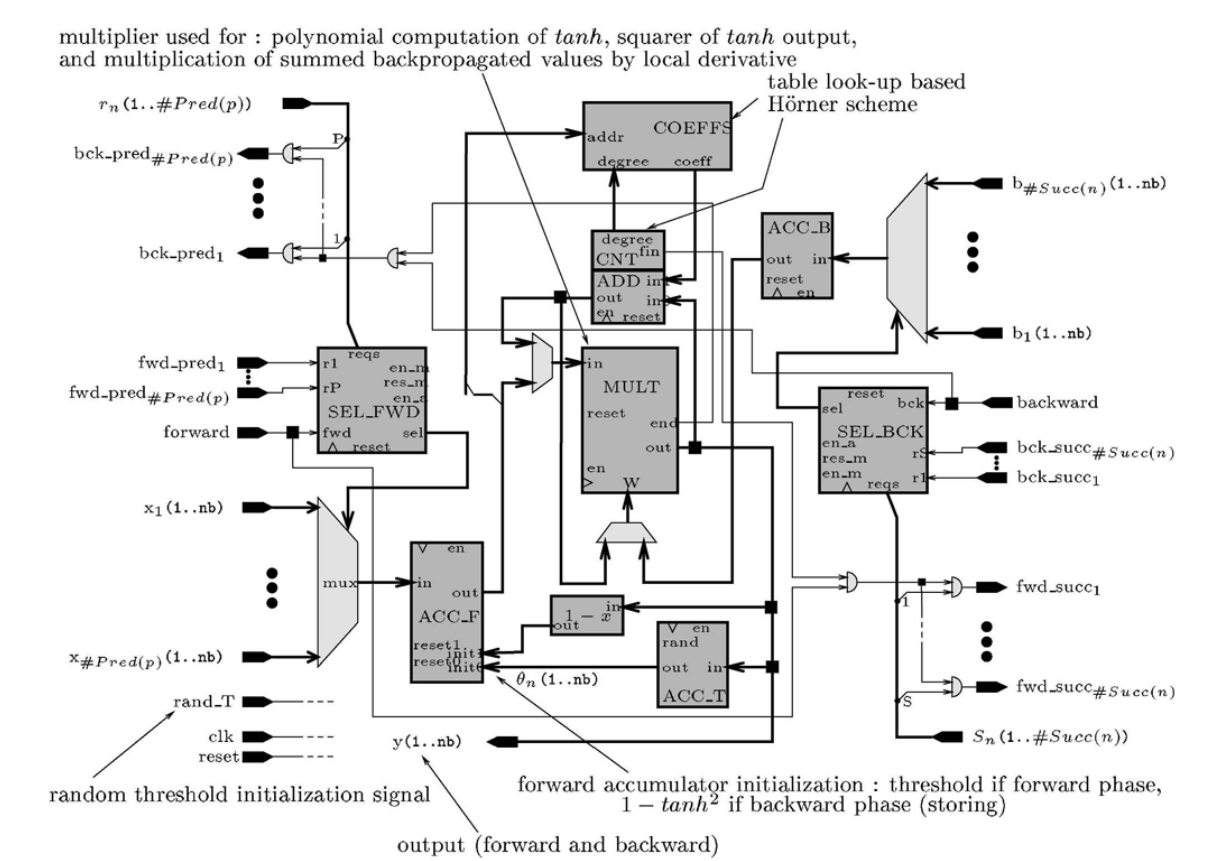 multiplier used for : polynomial computation of tanh, squarer of tanh output,
and multiplication of summed backpropagated values by local derivative
table look-up based
Hörner scheme
r_n(1..#Pred(p))
P
bck_pred_#Pred(p)
1
bck_pred_1
COEFFS
addr
degree coeff
degree
fin
CNT
ADD in
out in
en reset
ACC_B
out in
reset
en
b_#Succ(n)(1..nb)
b_1(1..nb)
fwd_pred_1
fwd_pred_#Pred(p)
forward
reqs
r1 en_m
rP res_m
en_a
SEL_FWD
fwd sel
reset
in
MULT
reset
end
out
en
W
reset
sel bck
SEL_BCK
en_a
res_m rS
en_m r1
reqs
backward
bck_succ_#Succ(n)
bck_succ_1
x_1(1..nb)
mux
x_#Pred(p)(1..nb)
en
in
out
ACC_F
reset1
init1
reset0
init0
in
1 − x
out
en
rand
out in
ACC_T
θ_n(1..nb)
fwd_succ_1
1
fwd_succ_#Succ(n)
S
S_n(1..#Succ(n))
rand_T
clk
reset
y(1..nb)
random threshold initialization signal
forward accumulator initialization : threshold if forward phase,
1 − tanh² if backward phase (storing)
output (forward and backward)